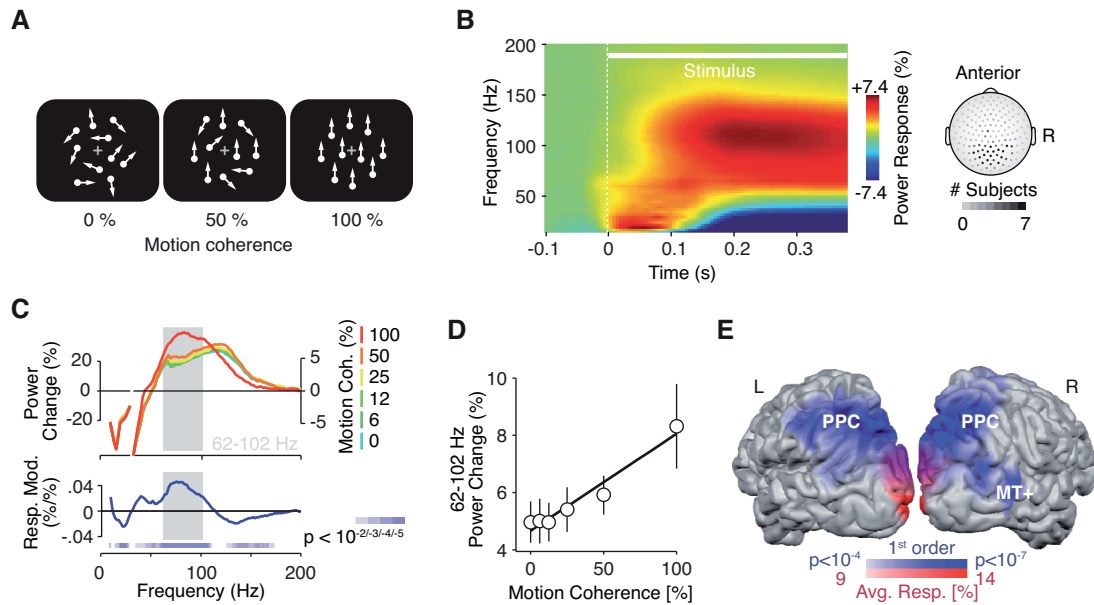 A
0 %
50 %
100 %
Motion coherence
B
Frequency (Hz)
200
150
100
50
Stimulus
-0.1
0
0.1
0.2
0.3
Time (s)
+7.4
-7.4
Power Response (%)
Anterior
R
# Subjects
0
7
C
Power
Change (%)
20
0
-20
5
0
-5
62-102 Hz
Motion Coh. (%)
100
50
25
12
6
0
Resp. Mod.
(%/%)
.04
0
-.04
p < 10-2/-3/-4/-5
0
100
200
Frequency (Hz)
D
62-102 Hz
Power Change (%)
10
8
6
4
0
50
100
Motion Coherence [%]
E
L
R
PPC
PPC
MT+
p<10-4
1st order
p<10-7
9
14
Avg. Resp. [%]